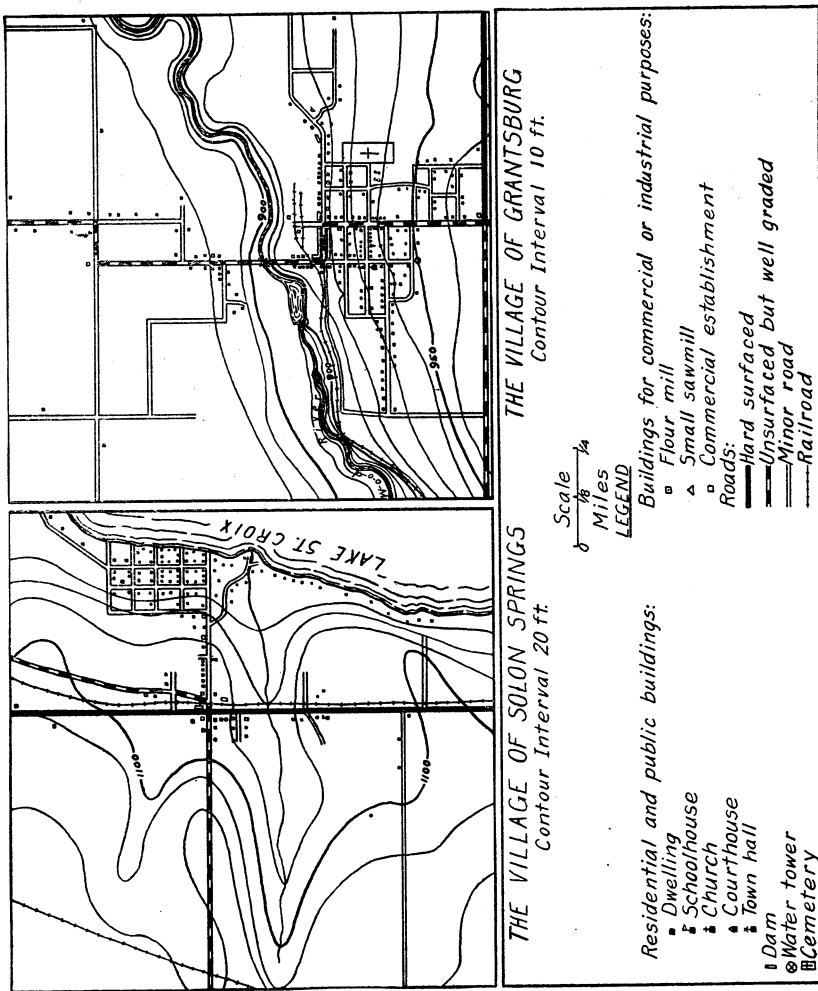 1100
1100
LAKE ST. CROIX
900
900
950
WOOD RIVER
THE VILLAGE OF SOLON SPRINGS
Contour Interval 20 ft.
THE VILLAGE OF GRANTSBURG
Contour Interval 10 ft.
Scale
0 1/8 1/4
Miles
LEGEND
Residential and public buildings:
Dwelling
Schoolhouse
Church
Courthouse
Town hall
Dam
Water tower
Cemetery
Buildings for commercial or industrial purposes:
Flour mill
Small sawmill
Commercial establishment
Roads:
Hard surfaced
Unsurfaced but well graded
Minor road
Railroad